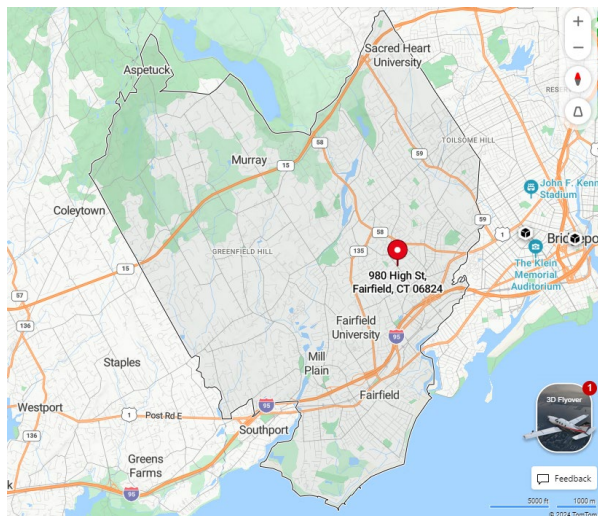 Sacred Heart
University
Aspetuck
RESER
58
TOILSOME HILL
59
Murray
15
John F. Kenn
Stadium
Coleytown
59
58
1
Bridgepo
GREENFIELD HILL
135
The Klein
Memorial
Auditorium
15
980 High St,
Fairfield, CT 06824
57
136
Fairfield
University
95
Staples
Mill
Plain
1
3D Flyover
Fairfield
95
Westport
1
Post Rd E
136
Southport
Greens
Farms
k
95
Feedback
5000 ft
1000 m
© 2024 TomTom